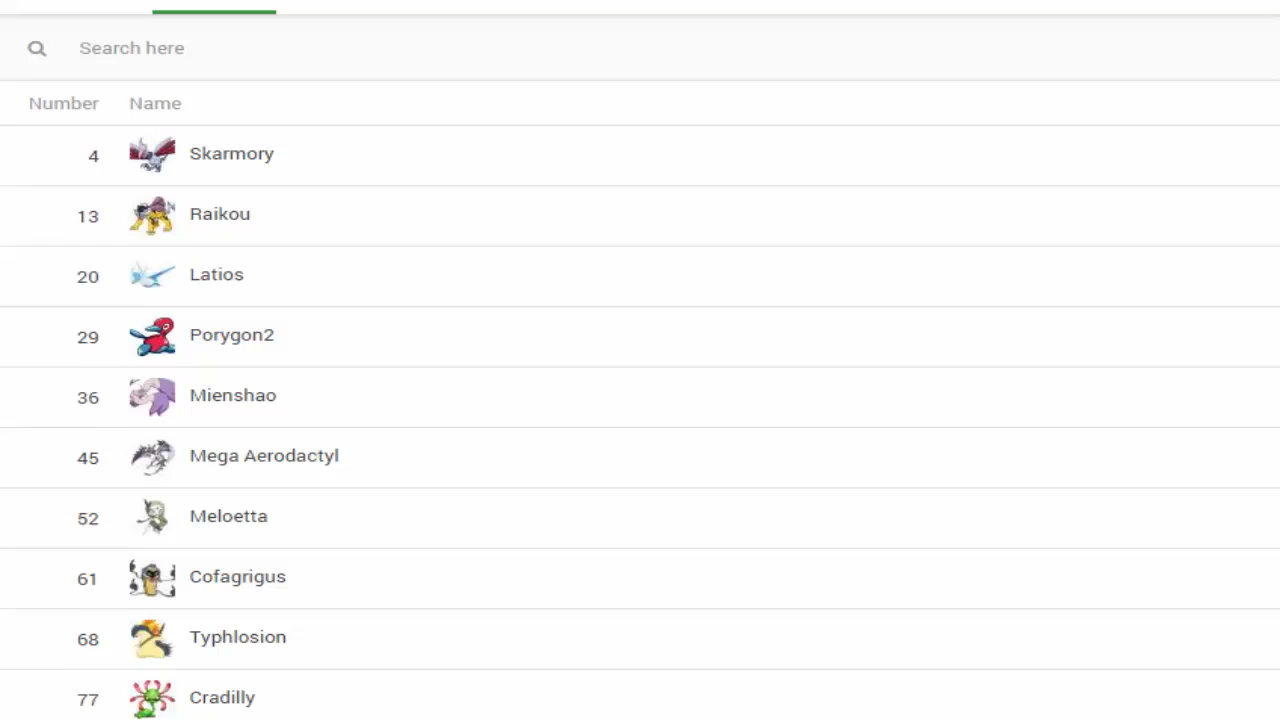 Search here
Number Name
4 Skarmory
13 Raikou
20 Latios
29 Porygon2
36 Mienshao
45 Mega Aerodactyl
52 Meloetta
61 Cofagrigus
68 Typhlosion
77 Cradilly